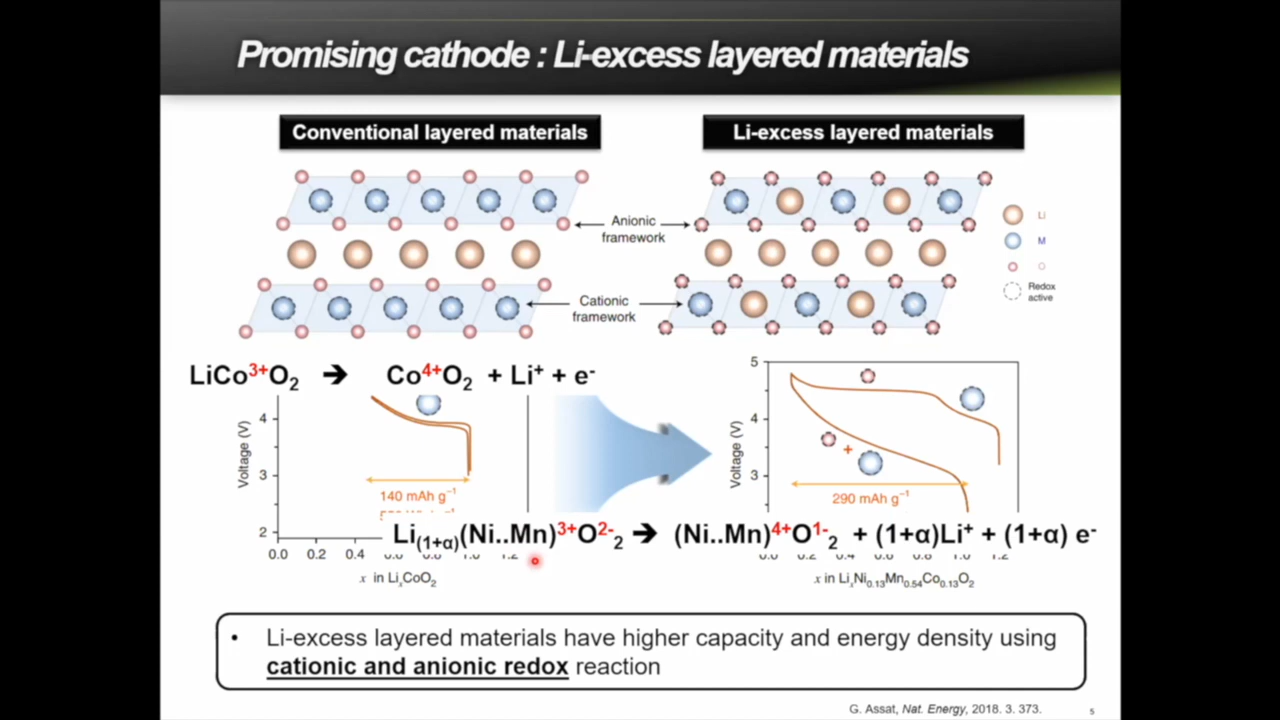 Promising cathode : Li-excess layered materials
Conventional layered materials
Li-excess layered materials
Anionic
framework
Cationic
framework
Li
M
O
Redox
active
LiCo³⁺O₂ ➔ Co⁴⁺O₂ + Li⁺ + e⁻
Voltage (V)
4
3
2
140 mAh g⁻¹
0.0 0.2 0.4
x in LiₓCoO₂
5
4
3
Voltage (V)
290 mAh g⁻¹
Li₍₁₊α₎(Ni..Mn)³⁺O²⁻₂ ➔ (Ni..Mn)⁴⁺O¹⁻₂ + (1+α)Li⁺ + (1+α) e⁻
x in LiₓNi₀.₁₃Mn₀.₅₄Co₀.₁₃O₂
• Li-excess layered materials have higher capacity and energy density using
cationic and anionic redox reaction
G. Assat, Nat. Energy, 2018. 3. 373.
5